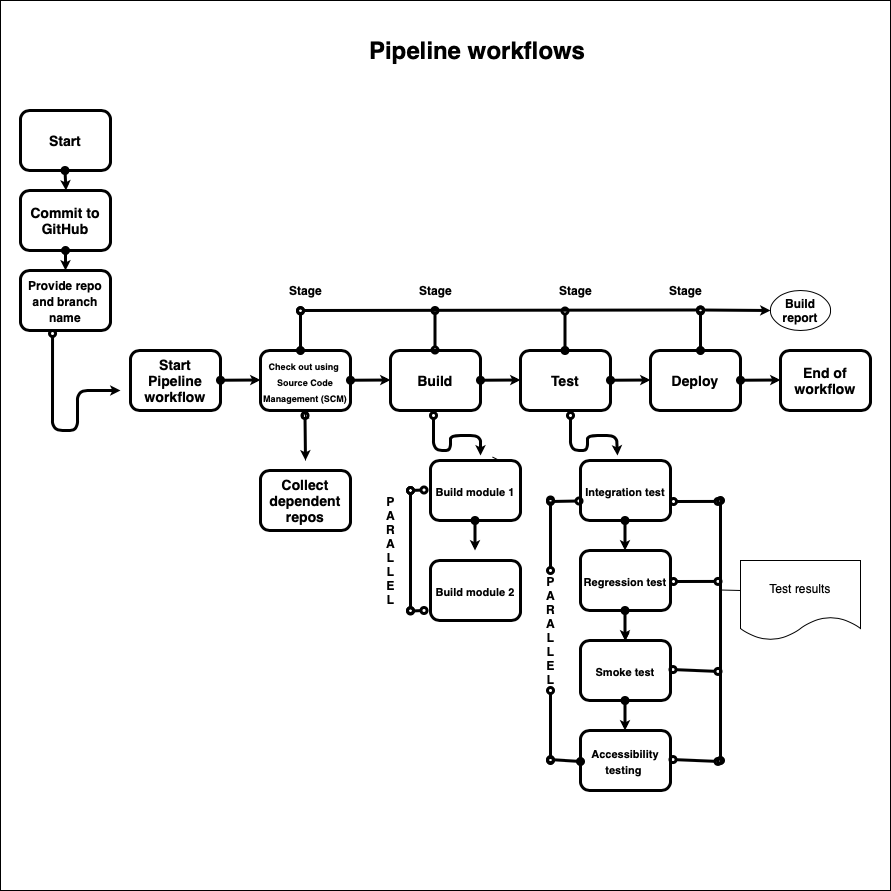 Pipeline workflows
Start
Commit to
GitHub
Provide repo
and branch
name
Stage
Stage
Stage
Stage
Build
report
Start
Pipeline
workflow
Check out using
Source Code
Management (SCM)
Build
Test
Deploy
End of
workflow
Collect
dependent
repos
P
A
R
A
L
L
E
L
Build module 1
Build module 2
P
A
R
A
L
L
E
L
Integration test
Regression test
Smoke test
Accessibility
testing
Test results